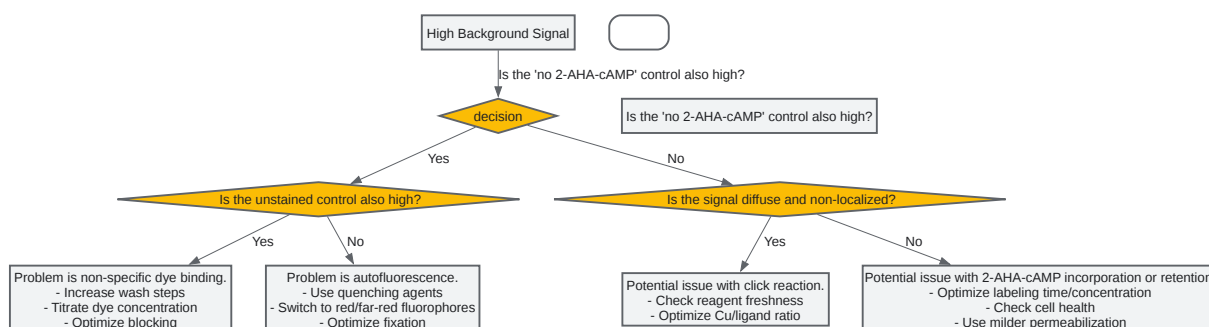 High Background Signal
Is the 'no 2-AHA-cAMP' control also high?
decision
Is the 'no 2-AHA-cAMP' control also high?
Yes
No
Is the unstained control also high?
Is the signal diffuse and non-localized?
Yes
No
Yes
No
Problem is non-specific dye binding.
- Increase wash steps
- Titrate dye concentration
- Optimize blocking
Problem is autofluorescence.
- Use quenching agents
- Switch to red/far-red fluorophores
- Optimize fixation
Potential issue with click reaction.
- Check reagent freshness
- Optimize Cu/ligand ratio
Potential issue with 2-AHA-cAMP incorporation or retention
- Optimize labeling time/concentration
- Check cell health
- Use milder permeabilization